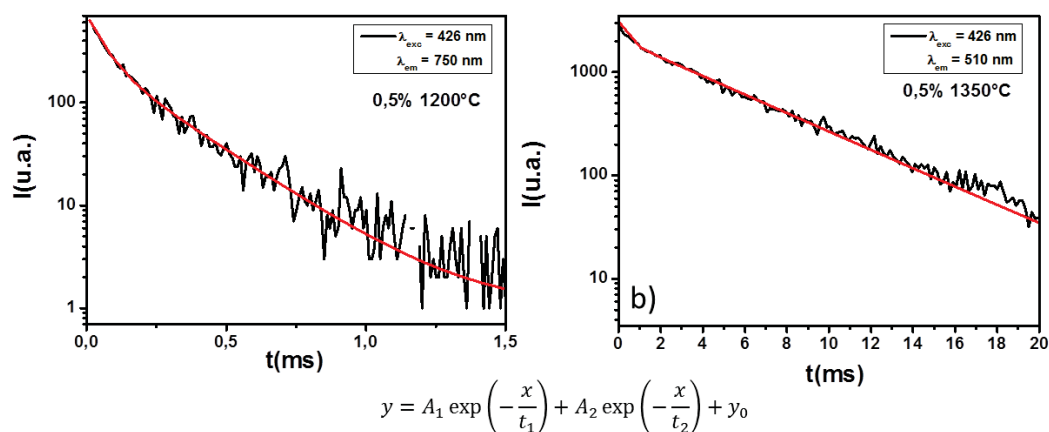 λexc = 426 nm
λem = 750 nm
0,5% 1200°C
100
10
1
I(u.a.)
0,0 0,5 1,0 1,5
t(ms)
λexc = 426 nm
λem = 510 nm
0,5% 1350°C
1000
100
10
I(u.a.)
b)
0 2 4 6 8 10 12 14 16 18 20
t(ms)
y = A₁ exp (−x/t₁) + A₂ exp (−x/t₂) + y₀